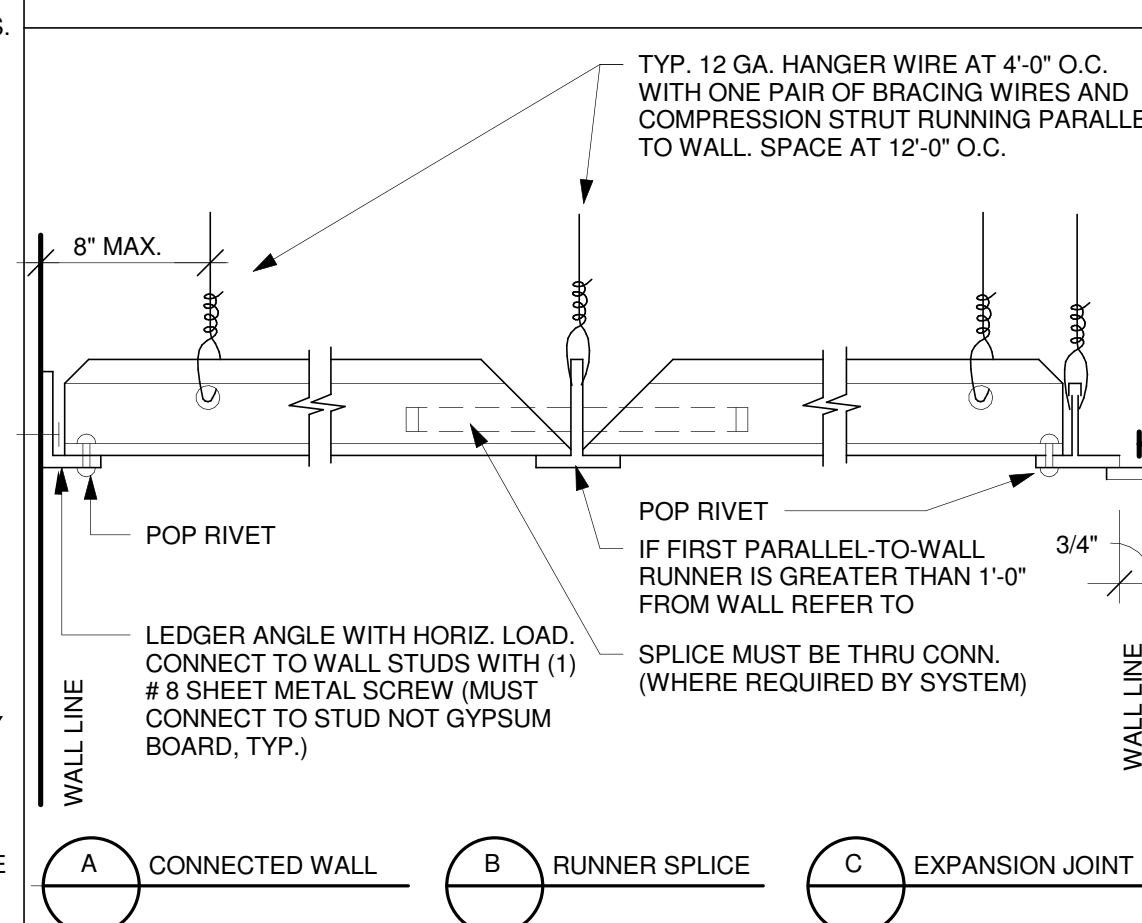 S.
TYP. 12 GA. HANGER WIRE AT 4'-0" O.C.
WITH ONE PAIR OF BRACING WIRES AND
COMPRESSION STRUT RUNNING PARALLE
TO WALL. SPACE AT 12'-0" O.C.
8" MAX.
POP RIVET
POP RIVET
IF FIRST PARALLEL-TO-WALL
RUNNER IS GREATER THAN 1'-0"
FROM WALL REFER TO
3/4"
LEDGER ANGLE WITH HORIZ. LOAD.
CONNECT TO WALL STUDS WITH (1)
# 8 SHEET METAL SCREW (MUST
CONNECT TO STUD NOT GYPSUM
BOARD, TYP.)
SPLICE MUST BE THRU CONN.
(WHERE REQUIRED BY SYSTEM)
WALL LINE
WALL LINE
E
A CONNECTED WALL
B RUNNER SPLICE
C EXPANSION JOINT